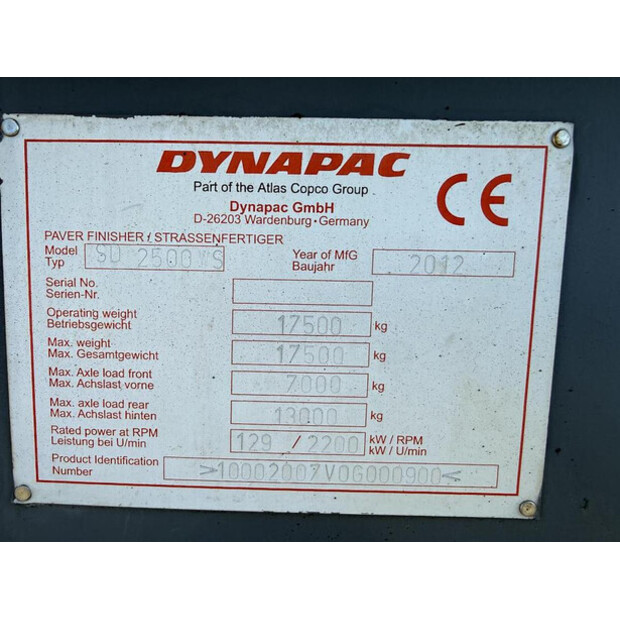 DYNAPAC
Part of the Atlas Copco Group
Dynapac GmbH
D-26203 Wardenburg • Germany
CE
PAVER FINISHER / STRASSENFERTIGER
Model SD 2500WS Year of MfG 2012
Typ Baujahr
Serial No.
Serien-Nr.
Operating weight 17500 kg
Betriebsgewicht
Max. weight 17500 kg
Max. Gesamtgewicht
Max. Axle load front 7000 kg
Max. Achslast vorne
Max. axle load rear 13000 kg
Max. Achslast hinten
Rated power at RPM 129 / 2200 kW / RPM
Leistung bei U/min kW / U/min
Product Identification >10002007V0G000900<
Number